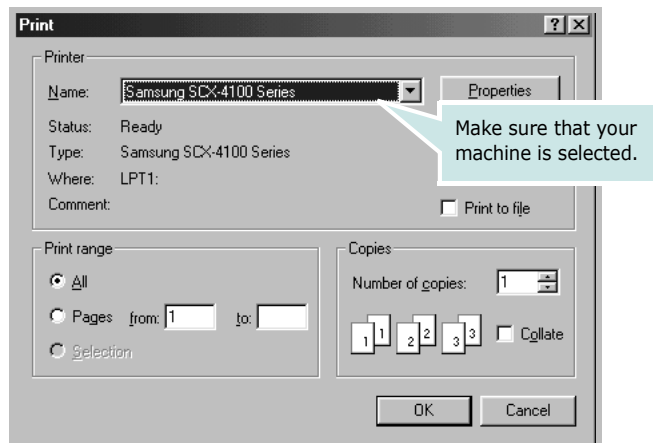 Print
Printer
Name: Samsung SCX-4100 Series Properties
Status: Ready
Type: Samsung SCX-4100 Series
Where: LPT1:
Comment: Print to file
Make sure that your
machine is selected.
Print range
All
Pages from: 1 to:
Selection
Copies
Number of copies: 1
1 1 2 2 3 3 Collate
OK Cancel